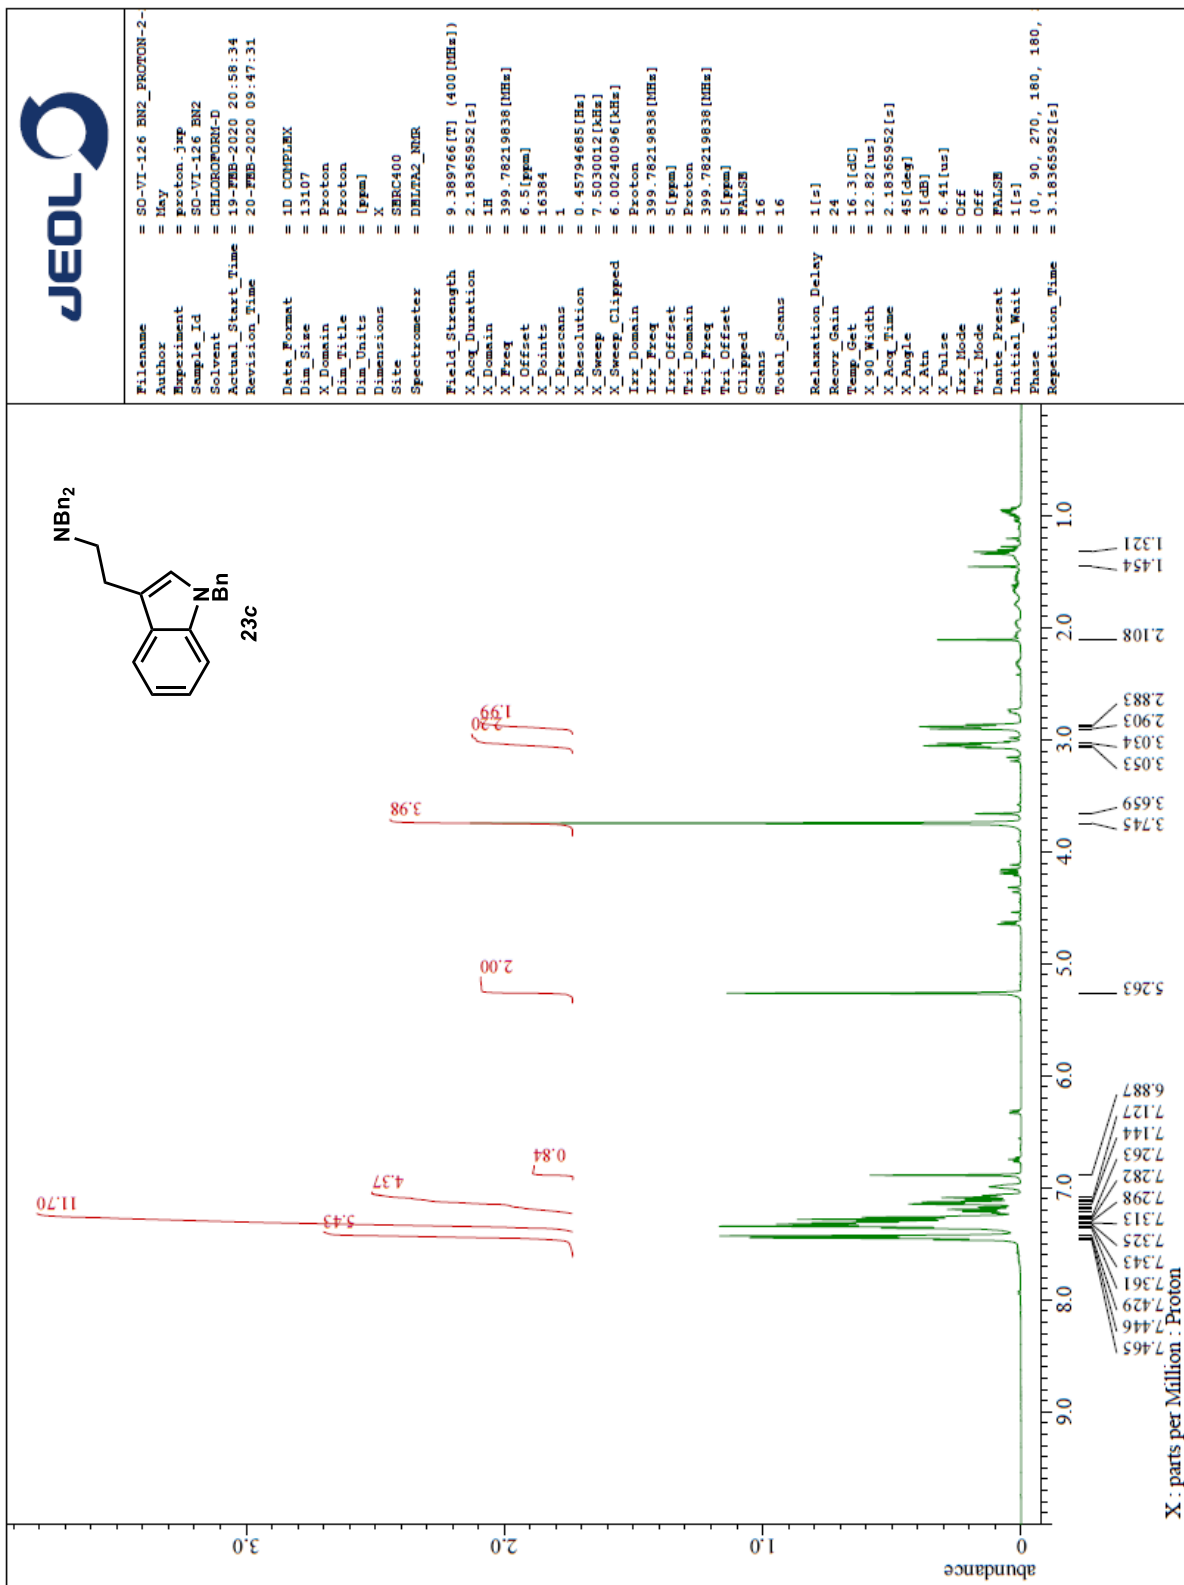 JEOL
Filename = SO-VI-126 BN2_PROTON-2-
Author = May
Experiment = proton.jxp
Sample_Id = SO-VI-126 BN2
Solvent = CHLOROFORM-D
Actual_Start_Time = 19-FEB-2020 20:58:34
Revision_Time = 20-FEB-2020 09:47:31
Data_Format = 1D COMPLEX
Dim_Size = 13107
X_Domain = Proton
Dim_Title = Proton
Dim_Units = [ppm]
Dimensions = X
Site = SERC400
Spectrometer = DELTA2_NMR
Field_Strength = 9.389766[T] (400[MHz])
X_Acq_Duration = 2.18365952[s]
X_Domain = 1H
X_Freq = 399.78219838[MHz]
X_Offset = 6.5[ppm]
X_Points = 16384
X_Prescans = 1
X_Resolution = 0.45794685[Hz]
X_Sweep = 7.5030012[kHz]
X_Sweep_Clipped = 6.00240096[kHz]
Irr_Domain = Proton
Irr_Freq = 399.78219838[MHz]
Irr_Offset = 5[ppm]
Tri_Domain = Proton
Tri_Freq = 399.78219838[MHz]
Tri_Offset = 5[ppm]
Clipped = FALSE
Scans = 16
Total_Scans = 16
Relaxation_Delay = 1[s]
Recvr_Gain = 24
Temp_Get = 16.3[dC]
X_90_Width = 12.82[us]
X_Acq_Time = 2.18365952[s]
X_Angle = 45[deg]
X_Atn = 3[dB]
X_Pulse = 6.41[us]
Irr_Mode = Off
Tri_Mode = Off
Dante_Presat = FALSE
Initial_Wait = 1[s]
Phase = {0, 90, 270, 180, 180,
Repetition_Time = 3.18365952[s]
NBn2
N
Bn
23c
abundance
0 1.0 2.0 3.0
11.70
5.43
4.37
0.84
2.00
3.98
2.20
1.99
9.0 8.0 7.0 6.0 5.0 4.0 3.0 2.0 1.0
7.465
7.446
7.429
7.361
7.343
7.325
7.313
7.298
7.282
7.263
7.144
7.127
6.887
5.263
3.745
3.659
3.053
3.034
2.903
2.883
2.108
1.454
1.321
X : parts per Million : Proton